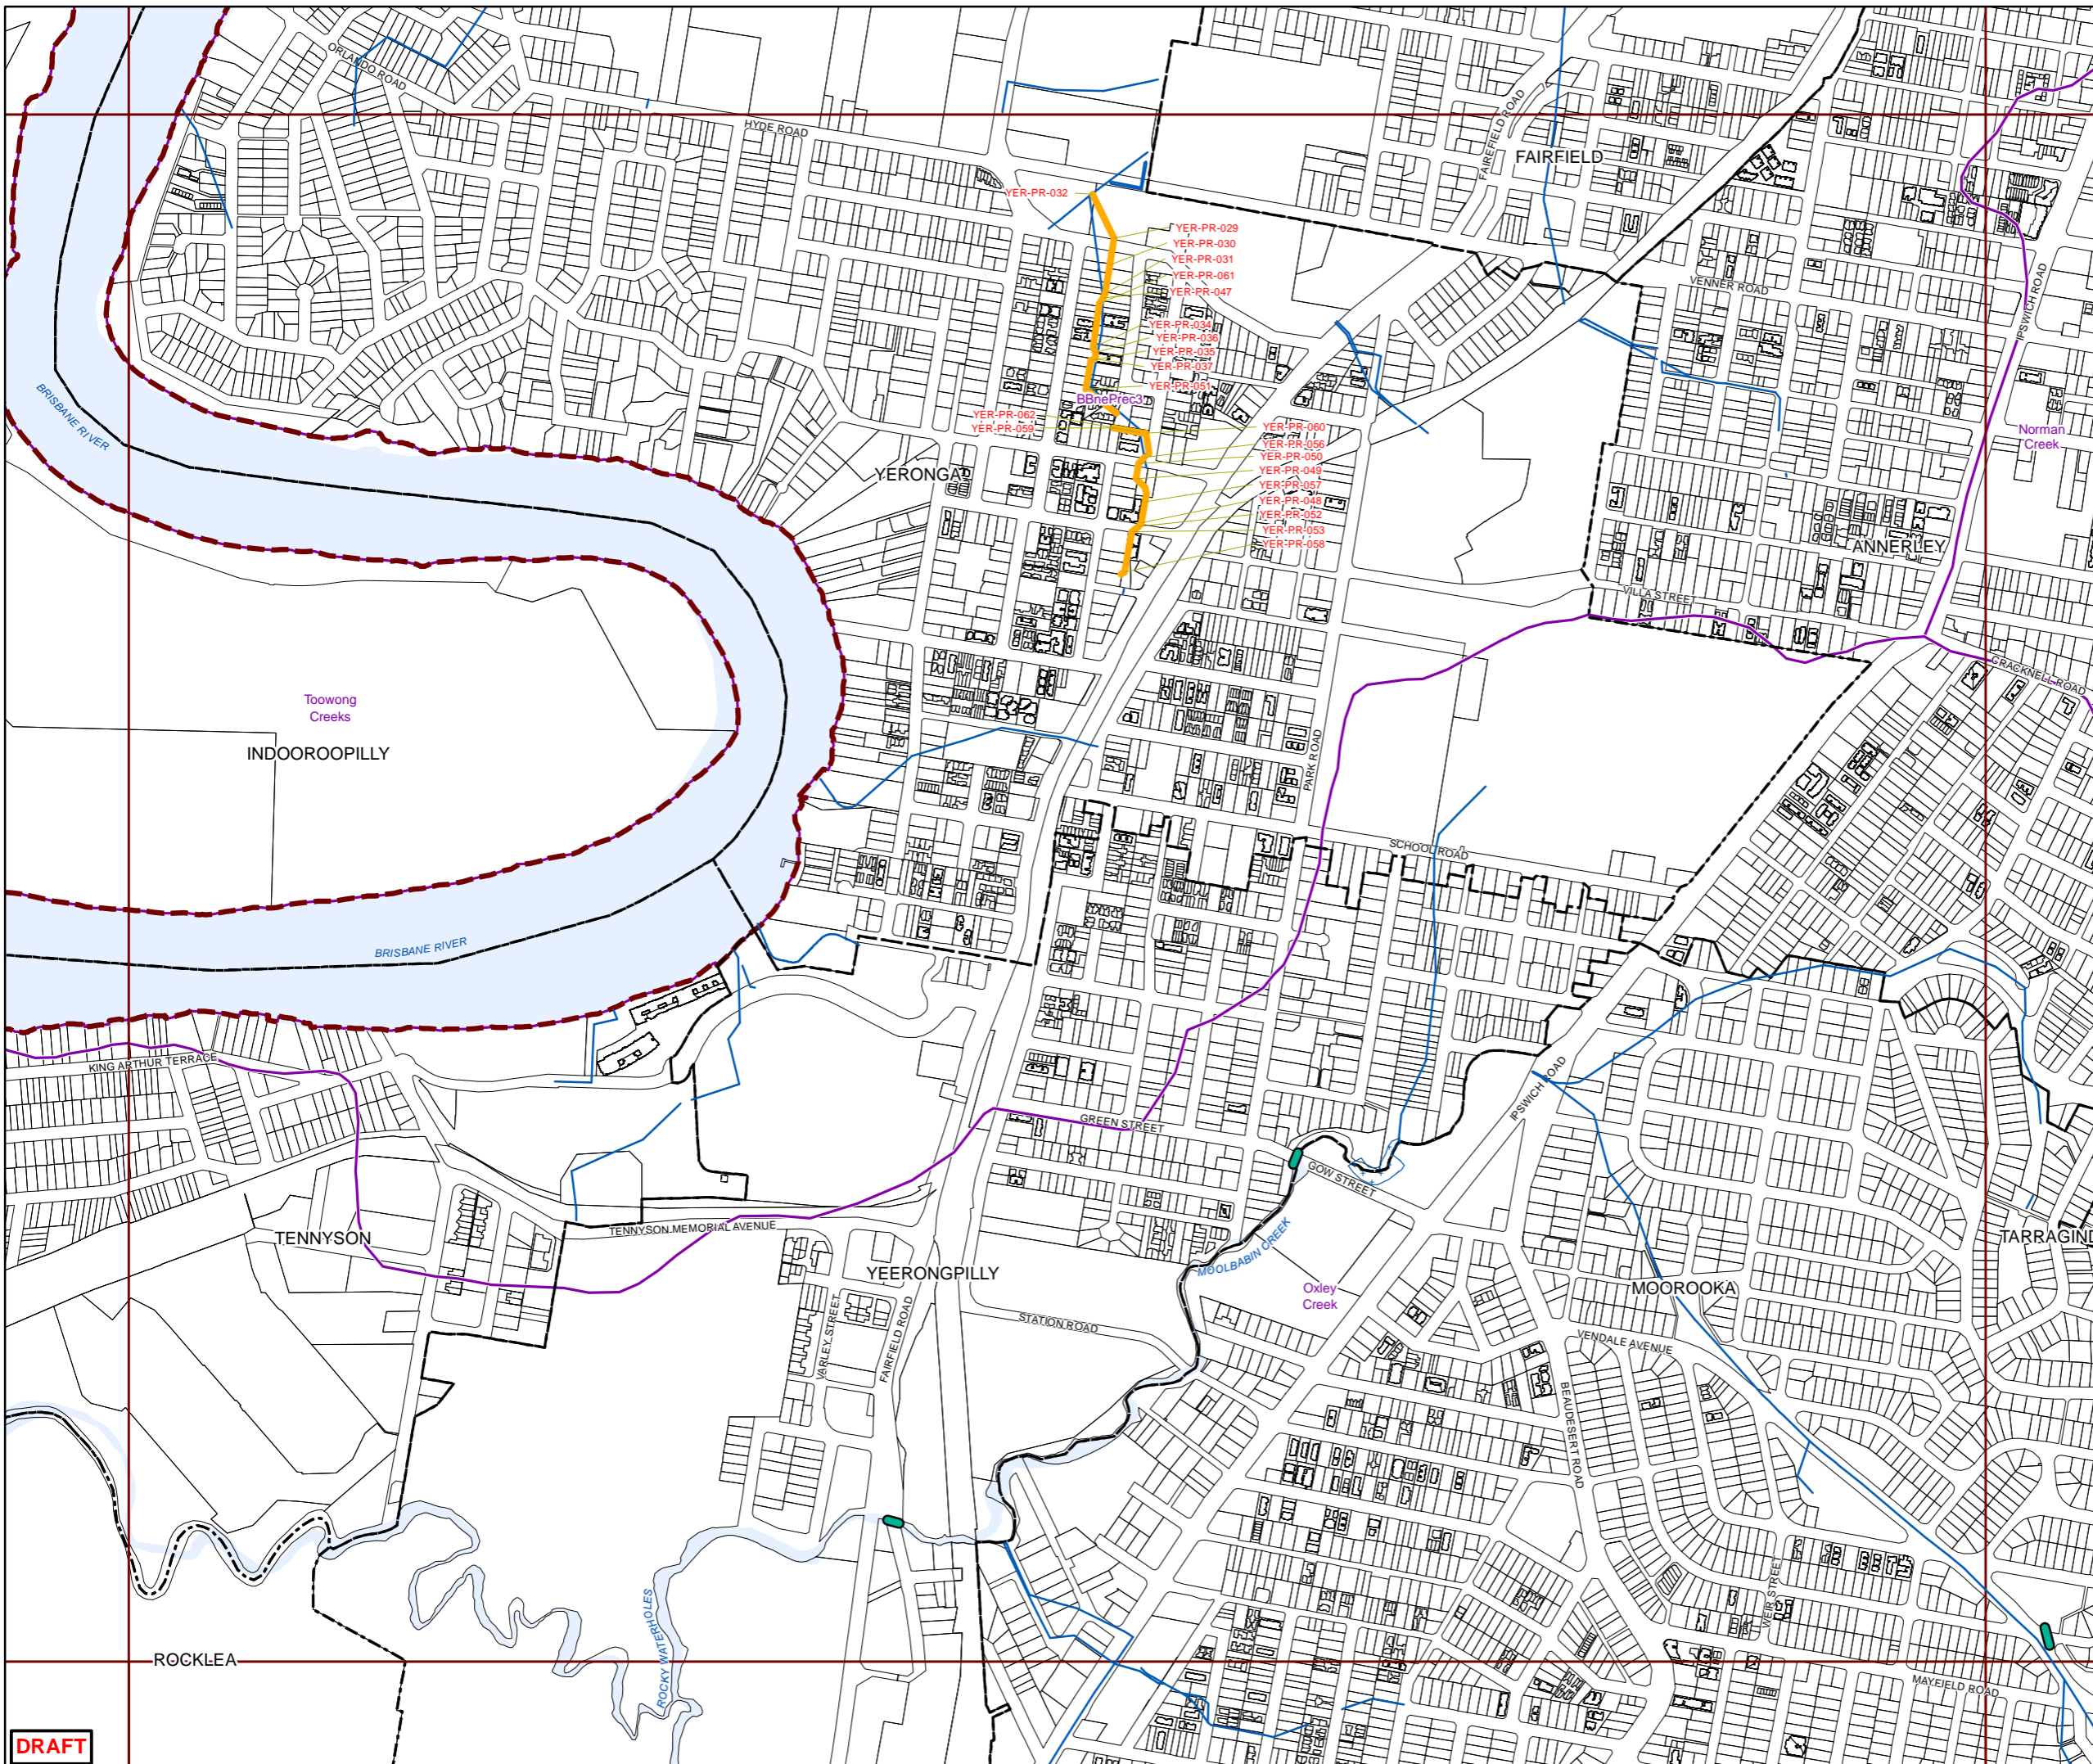 ORLANDO ROAD
HYDE ROAD
FAIREFIELD ROAD
FAIRFIELD
YER-PR-032
YER-PR-029
YER-PR-030
YER-PR-031
YER-PR-061
YER-PR-047
VENNER ROAD
IPSWICH ROAD
YER-PR-034
YER-PR-036
YER-PR-035
YER-PR-037
YER-PR-051
BBnePrec3
BRISBANE RIVER
YER-PR-062
YER-PR-059
YER-PR-060
YER-PR-056
YER-PR-050
YER-PR-049
YER-PR-057
YER-PR-048
YER-PR-052
YER-PR-053
YER-PR-058
Norman
Creek
YERONGA
ANNERLEY
VILLA STREET
CRACKNELL ROAD
Toowong
Creeks
INDOOROOPILLY
PARK ROAD
SCHOOL ROAD
BRISBANE RIVER
KING ARTHUR TERRACE
IPSWICH ROAD
GREEN STREET
GOW STREET
TENNYSON MEMORIAL AVENUE
TENNYSON
TARRAGIND
MOOLBABIN CREEK
YEERONGPILLY
Oxley
Creek
MOOROOKA
STATION ROAD
VARLEY STREET
FAIRFIELD ROAD
VENDALE AVENUE
BEAUDESERT ROAD
WEIR STREET
ROCKY WATERHOLES
ROCKLEA
MAYFIELD ROAD
DRAFT